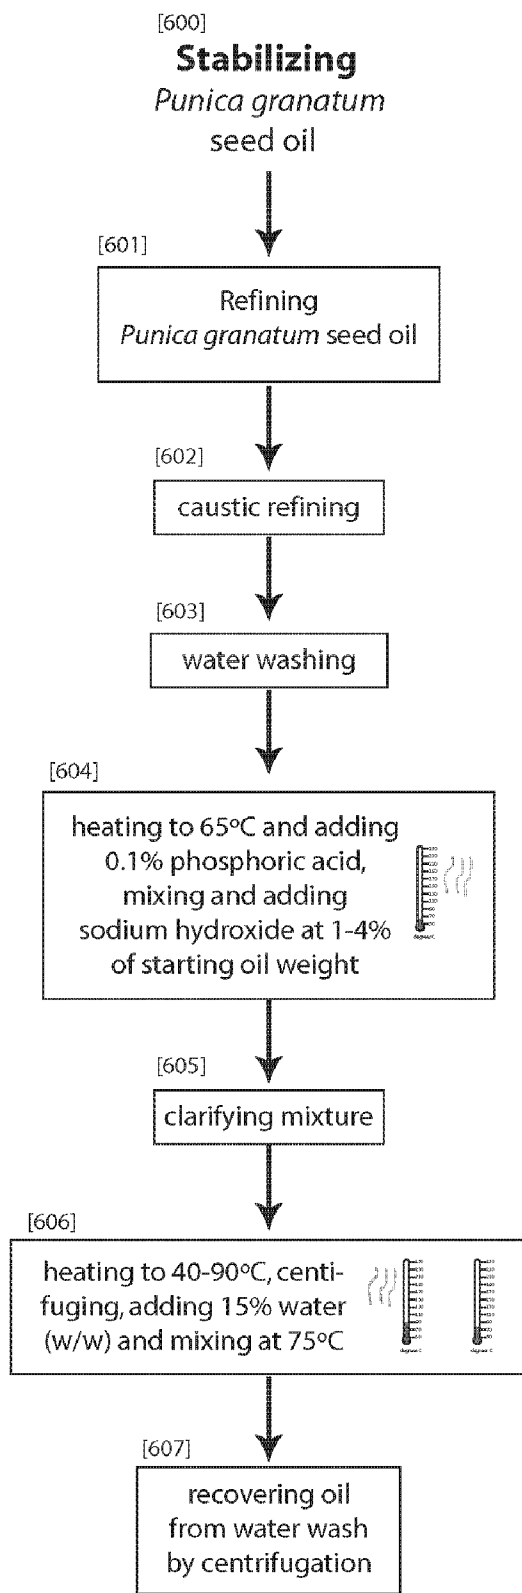 [600]
Stabilizing
Punica granatum
seed oil
[601]
Refining
Punica granatum seed oil
[602]
caustic refining
[603]
water washing
[604]
heating to 65ºC and adding
0.1% phosphoric acid,
mixing and adding
sodium hydroxide at 1-4%
of starting oil weight
[605]
clarifying mixture
[606]
heating to 40-90ºC, centi-
fuging, adding 15% water
(w/w) and mixing at 75ºC
[607]
recovering oil
from water wash
by centrifugation